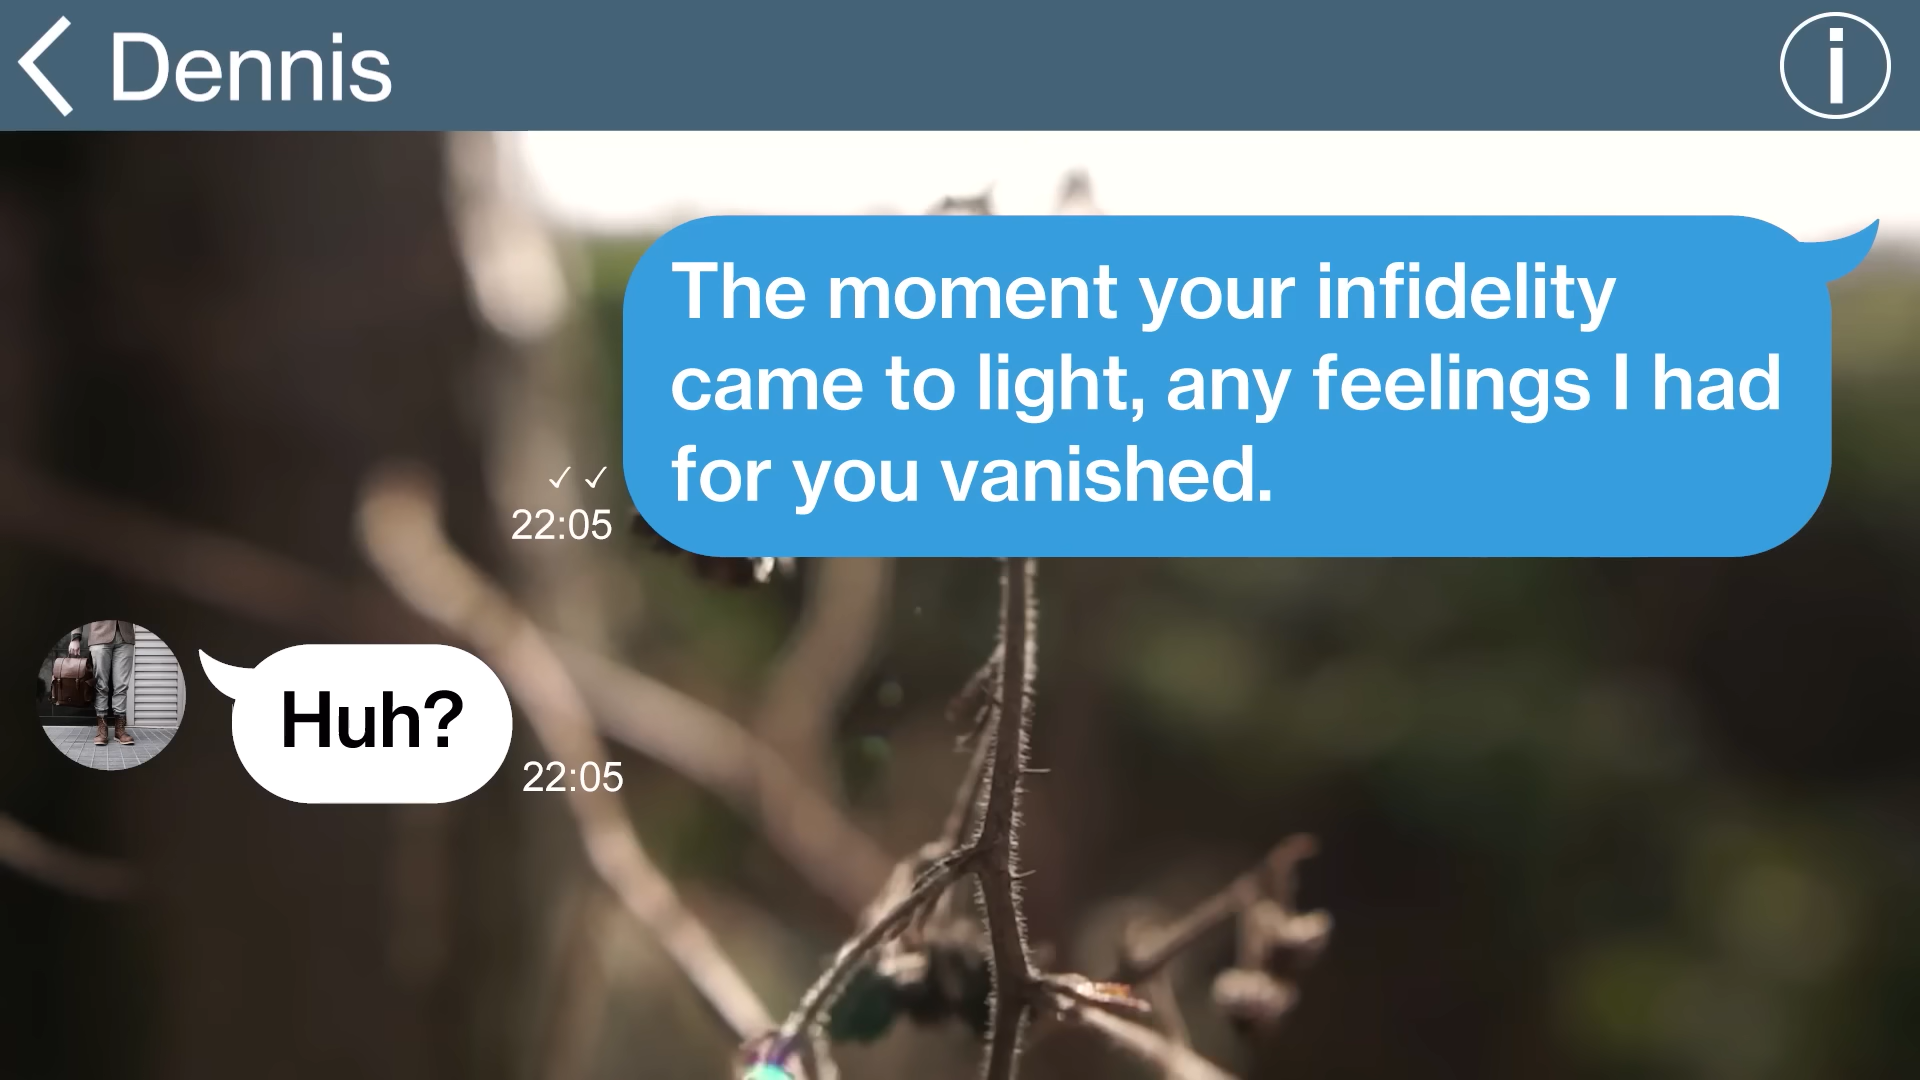 Dennis
The moment your infidelity
came to light, any feelings I had
for you vanished.
✓ ✓
22:05
Huh?
22:05